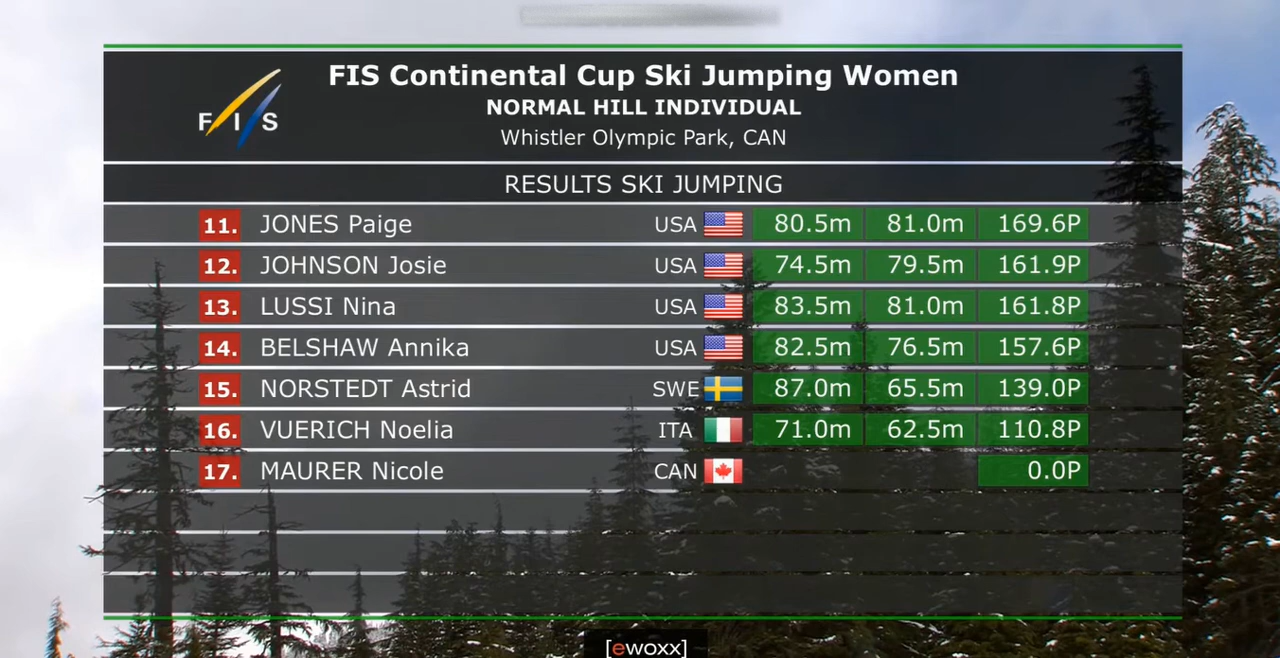 FIS Continental Cup Ski Jumping Women
NORMAL HILL INDIVIDUAL
FIS
Whistler Olympic Park, CAN
RESULTS SKI JUMPING
11. JONES Paige USA 80.5m 81.0m 169.6P
12. JOHNSON Josie USA 74.5m 79.5m 161.9P
13. LUSSI Nina USA 83.5m 81.0m 161.8P
14. BELSHAW Annika USA 82.5m 76.5m 157.6P
15. NORSTEDT Astrid SWE 87.0m 65.5m 139.0P
16. VUERICH Noelia ITA 71.0m 62.5m 110.8P
17. MAURER Nicole CAN 0.0P
[ewoxx]